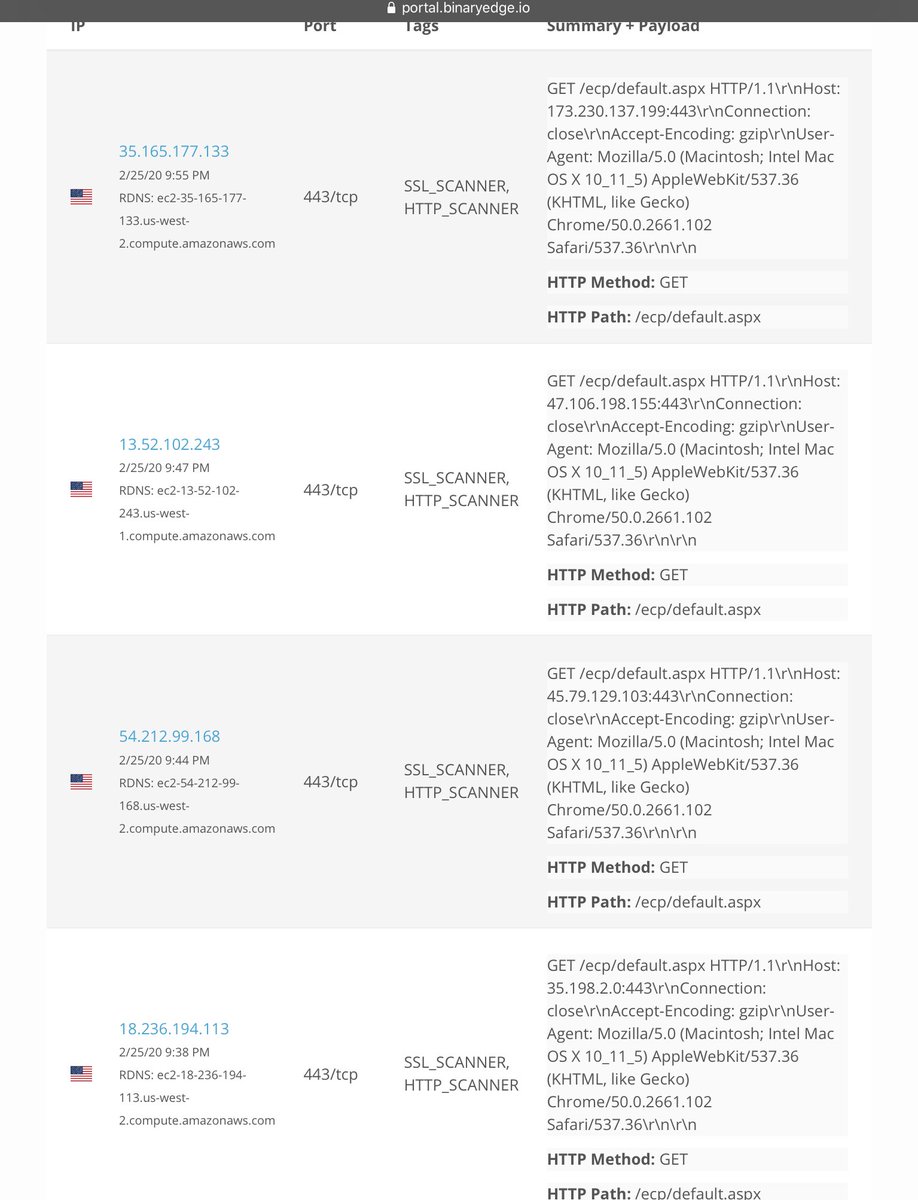 portal.binaryedge.io
IP
Port
Tags
Summary + Payload
35.165.177.133
2/25/20 9:55 PM
RDNS: ec2-35-165-177-
133.us-west-
2.compute.amazonaws.com
443/tcp
SSL_SCANNER,
HTTP_SCANNER
GET /ecp/default.aspx HTTP/1.1\r\nHost:
173.230.137.199:443\r\nConnection:
close\r\nAccept-Encoding: gzip\r\nUser-
Agent: Mozilla/5.0 (Macintosh; Intel Mac
OS X 10_11_5) AppleWebKit/537.36
(KHTML, like Gecko)
Chrome/50.0.2661.102
Safari/537.36\r\n\r\n
HTTP Method: GET
HTTP Path: /ecp/default.aspx
13.52.102.243
2/25/20 9:47 PM
RDNS: ec2-13-52-102-
243.us-west-
1.compute.amazonaws.com
443/tcp
SSL_SCANNER,
HTTP_SCANNER
GET /ecp/default.aspx HTTP/1.1\r\nHost:
47.106.198.155:443\r\nConnection:
close\r\nAccept-Encoding: gzip\r\nUser-
Agent: Mozilla/5.0 (Macintosh; Intel Mac
OS X 10_11_5) AppleWebKit/537.36
(KHTML, like Gecko)
Chrome/50.0.2661.102
Safari/537.36\r\n\r\n
HTTP Method: GET
HTTP Path: /ecp/default.aspx
54.212.99.168
2/25/20 9:44 PM
RDNS: ec2-54-212-99-
168.us-west-
2.compute.amazonaws.com
443/tcp
SSL_SCANNER,
HTTP_SCANNER
GET /ecp/default.aspx HTTP/1.1\r\nHost:
45.79.129.103:443\r\nConnection:
close\r\nAccept-Encoding: gzip\r\nUser-
Agent: Mozilla/5.0 (Macintosh; Intel Mac
OS X 10_11_5) AppleWebKit/537.36
(KHTML, like Gecko)
Chrome/50.0.2661.102
Safari/537.36\r\n\r\n
HTTP Method: GET
HTTP Path: /ecp/default.aspx
18.236.194.113
2/25/20 9:38 PM
RDNS: ec2-18-236-194-
113.us-west-
2.compute.amazonaws.com
443/tcp
SSL_SCANNER,
HTTP_SCANNER
GET /ecp/default.aspx HTTP/1.1\r\nHost:
35.198.2.0:443\r\nConnection:
close\r\nAccept-Encoding: gzip\r\nUser-
Agent: Mozilla/5.0 (Macintosh; Intel Mac
OS X 10_11_5) AppleWebKit/537.36
(KHTML, like Gecko)
Chrome/50.0.2661.102
Safari/537.36\r\n\r\n
HTTP Method: GET
HTTP Path: /ecp/default.aspx